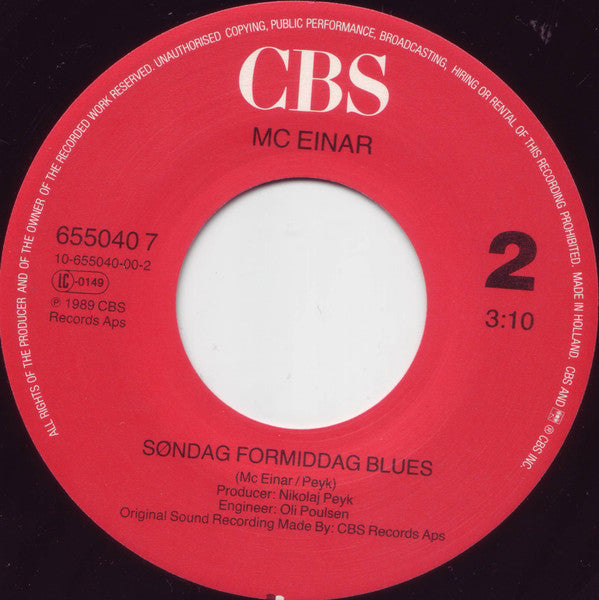 ALL RIGHTS OF THE PRODUCER AND OF THE OWNER OF THE RECORDED WORK RESERVED. UNAUTHORISED COPYING, PUBLIC PERFORMANCE, BROADCASTING, HIRING OR RENTAL OF THIS RECORDING PROHIBITED. MADE IN HOLLAND. CBS AND ℗ CBS INC.
CBS
MC EINAR
655040 7
10-655040-00-2
LC-0149
℗ 1989 CBS
Records Aps
2
3:10
SØNDAG FORMIDDAG BLUES
(Mc Einar / Peyk)
Producer: Nikolaj Peyk
Engineer: Oli Poulsen
Original Sound Recording Made By: CBS Records Aps